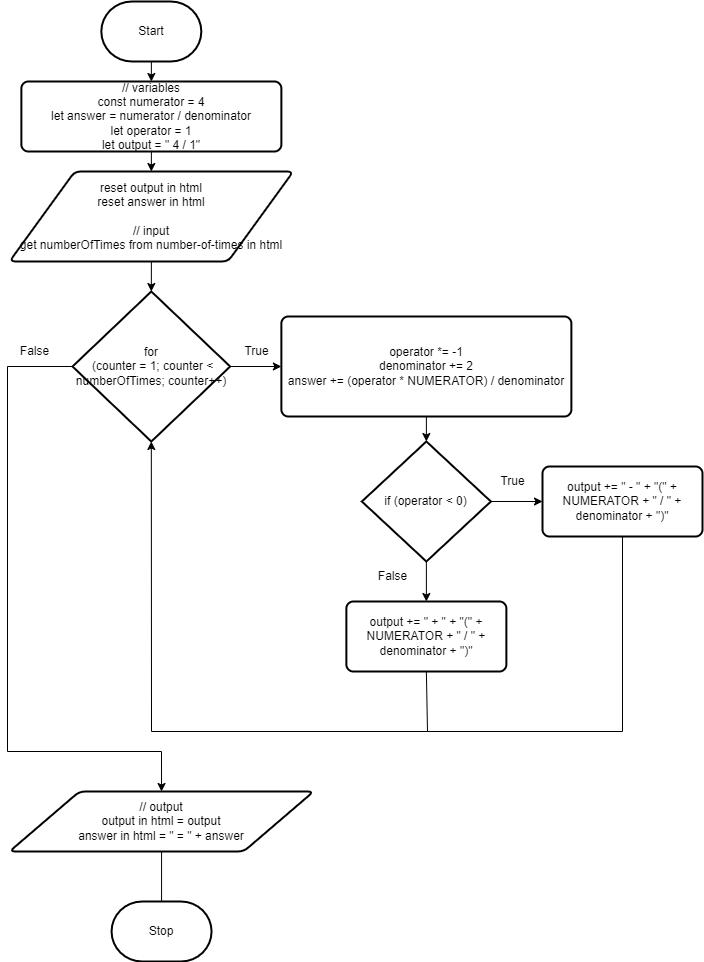 Start
// variables
const numerator = 4
let answer = numerator / denominator
let operator = 1
let output = " 4 / 1"
reset output in html
reset answer in html
// input
get numberOfTimes from number-of-times in html
for
(counter = 1; counter <
numberOfTimes; counter++)
False
True
operator *= -1
denominator += 2
answer += (operator * NUMERATOR) / denominator
if (operator < 0)
True
output += " - " + "(" +
NUMERATOR + " / " +
denominator + ")"
False
output += " + " + "(" +
NUMERATOR + " / " +
denominator + ")"
// output
output in html = output
answer in html = " = " + answer
Stop